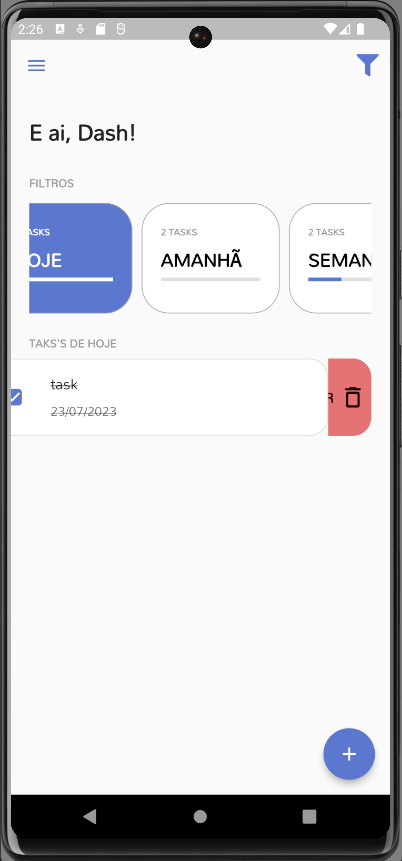 2:26
E ai, Dash!
FILTROS
ASKS
OJE
2 TASKS
AMANHÃ
2 TASKS
SEMAN
TAKS'S DE HOJE
task
23/07/2023
R